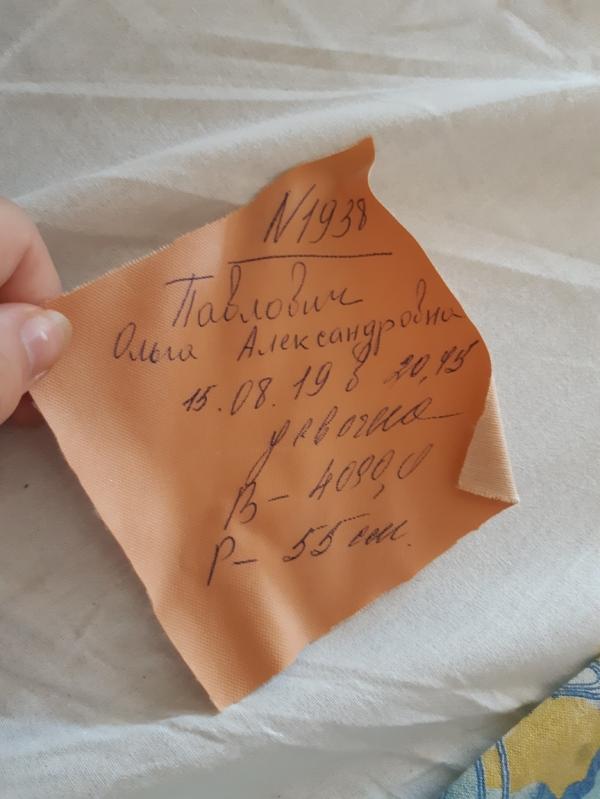 N1938
Павлович
Ольга Александровна
15.08.19 в 20,45
девочка
В- 4090,0
Р- 55 см.